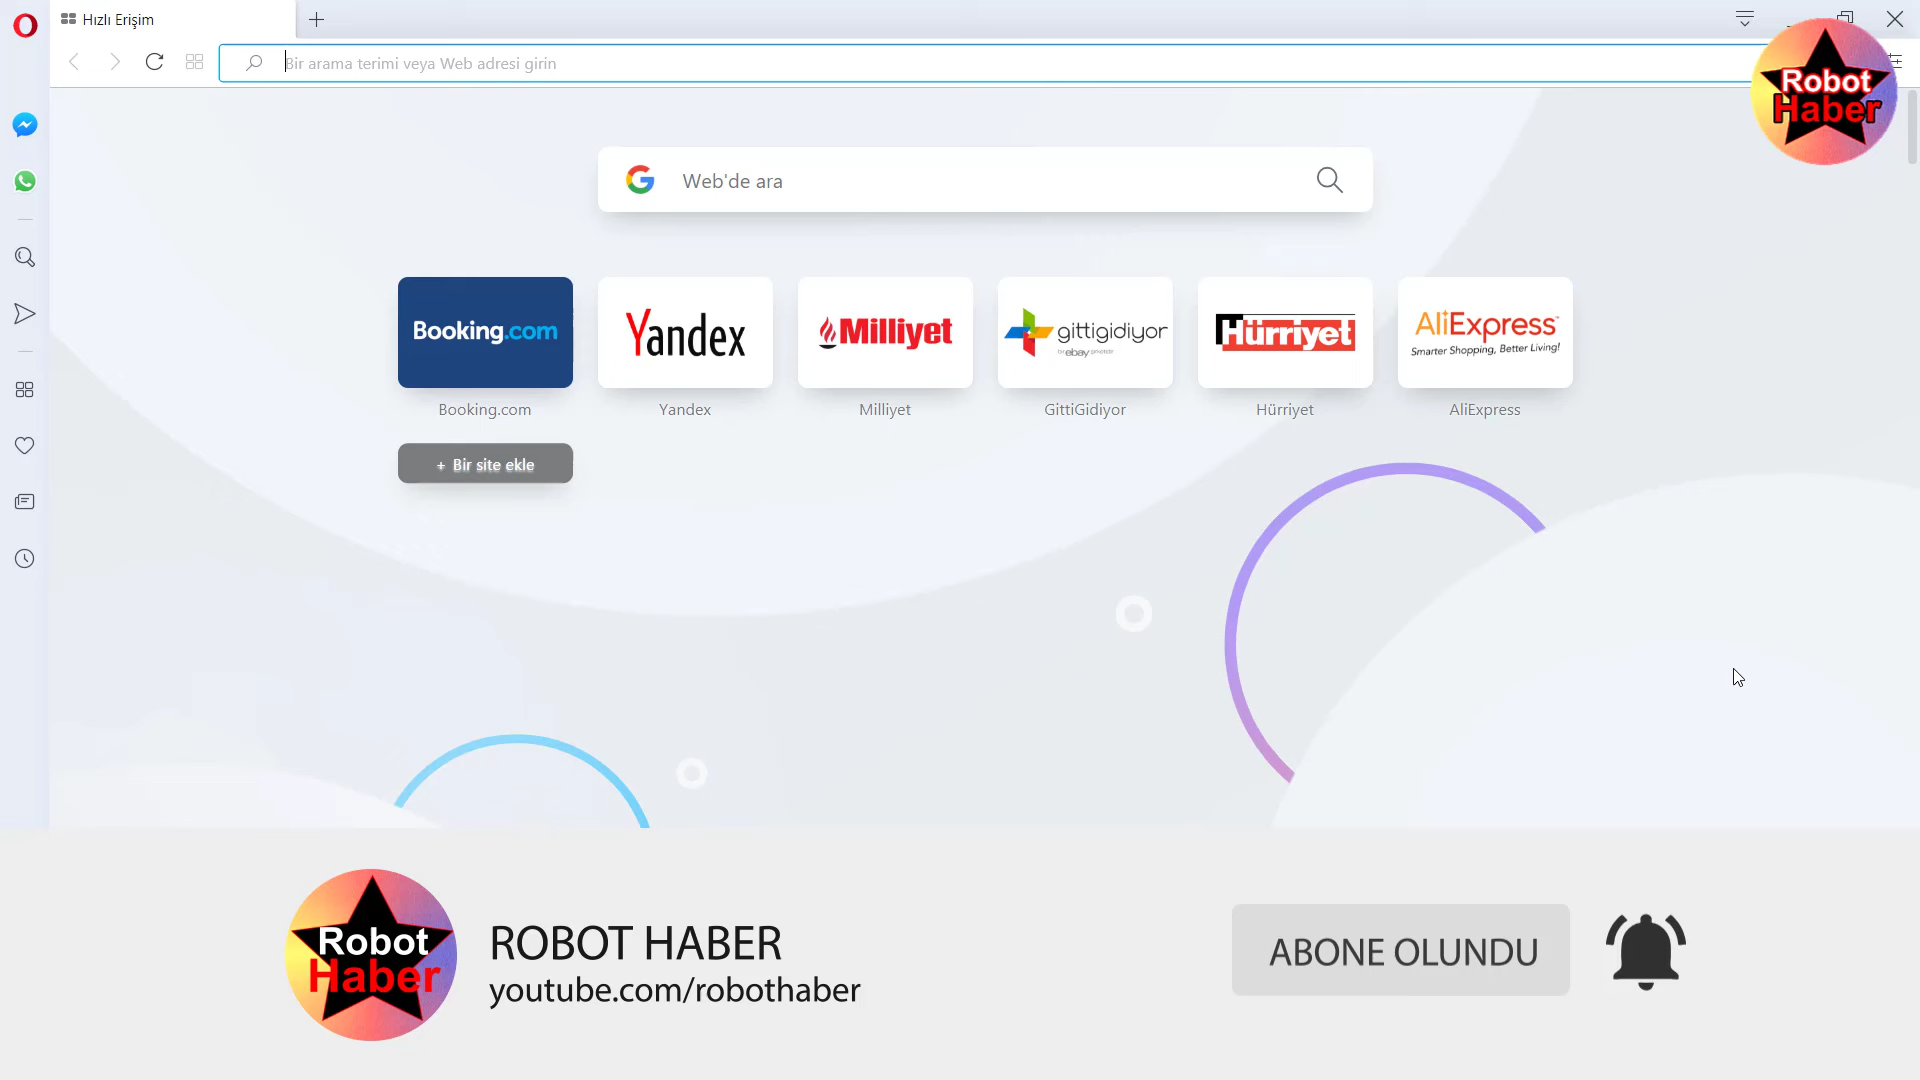 Hızlı Erişim
Bir arama terimi veya Web adresi girin
Robot
Haber
Web'de ara
Booking.com
Yandex
Milliyet
gittigidiyor
ebay
Hürriyet
AliExpress
Smarter Shopping, Better Living!
Booking.com
Yandex
Milliyet
GittiGidiyor
Hürriyet
AliExpress
+ Bir site ekle
Robot
Haber
ROBOT HABER
youtube.com/robothaber
ABONE OLUNDU